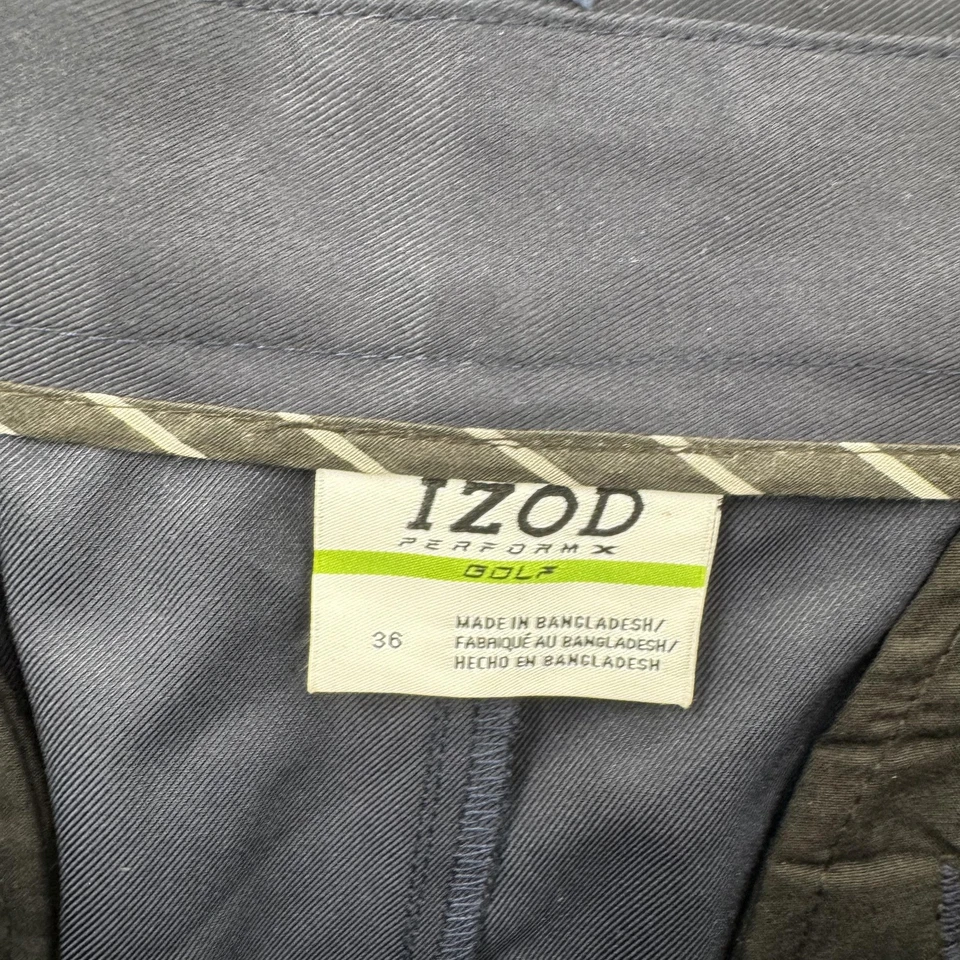 IZOD
PERFORMX
GOLF
36
MADE IN BANGLADESH/
FABRIQUÉ AU BANGLADESH/
HECHO EN BANGLADESH